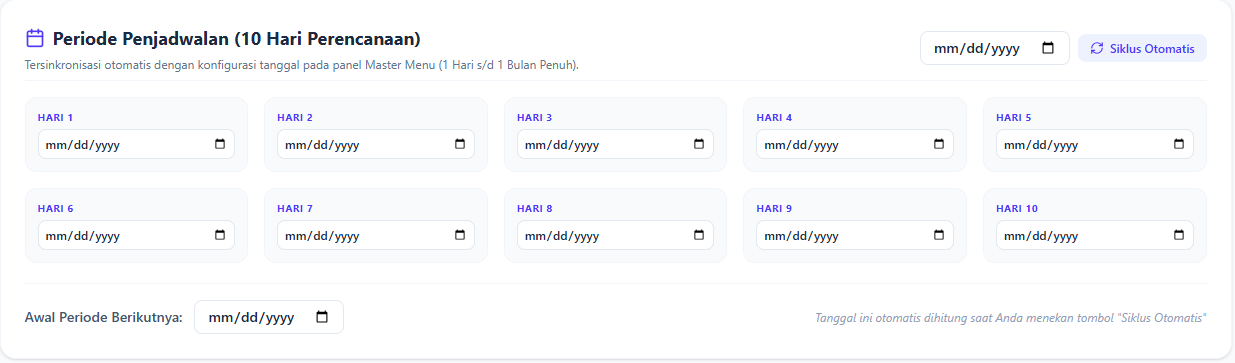 Periode Penjadwalan (10 Hari Perencanaan)
mm/dd/yyyy
Siklus Otomatis
Tersinkronisasi otomatis dengan konfigurasi tanggal pada panel Master Menu (1 Hari s/d 1 Bulan Penuh).
HARI 1 HARI 2 HARI 3 HARI 4 HARI 5
mm/dd/yyyy mm/dd/yyyy mm/dd/yyyy mm/dd/yyyy mm/dd/yyyy
HARI 6 HARI 7 HARI 8 HARI 9 HARI 10
mm/dd/yyyy mm/dd/yyyy mm/dd/yyyy mm/dd/yyyy mm/dd/yyyy
Awal Periode Berikutnya: mm/dd/yyyy
Tanggal ini otomatis dihitung saat Anda menekan tombol "Siklus Otomatis"